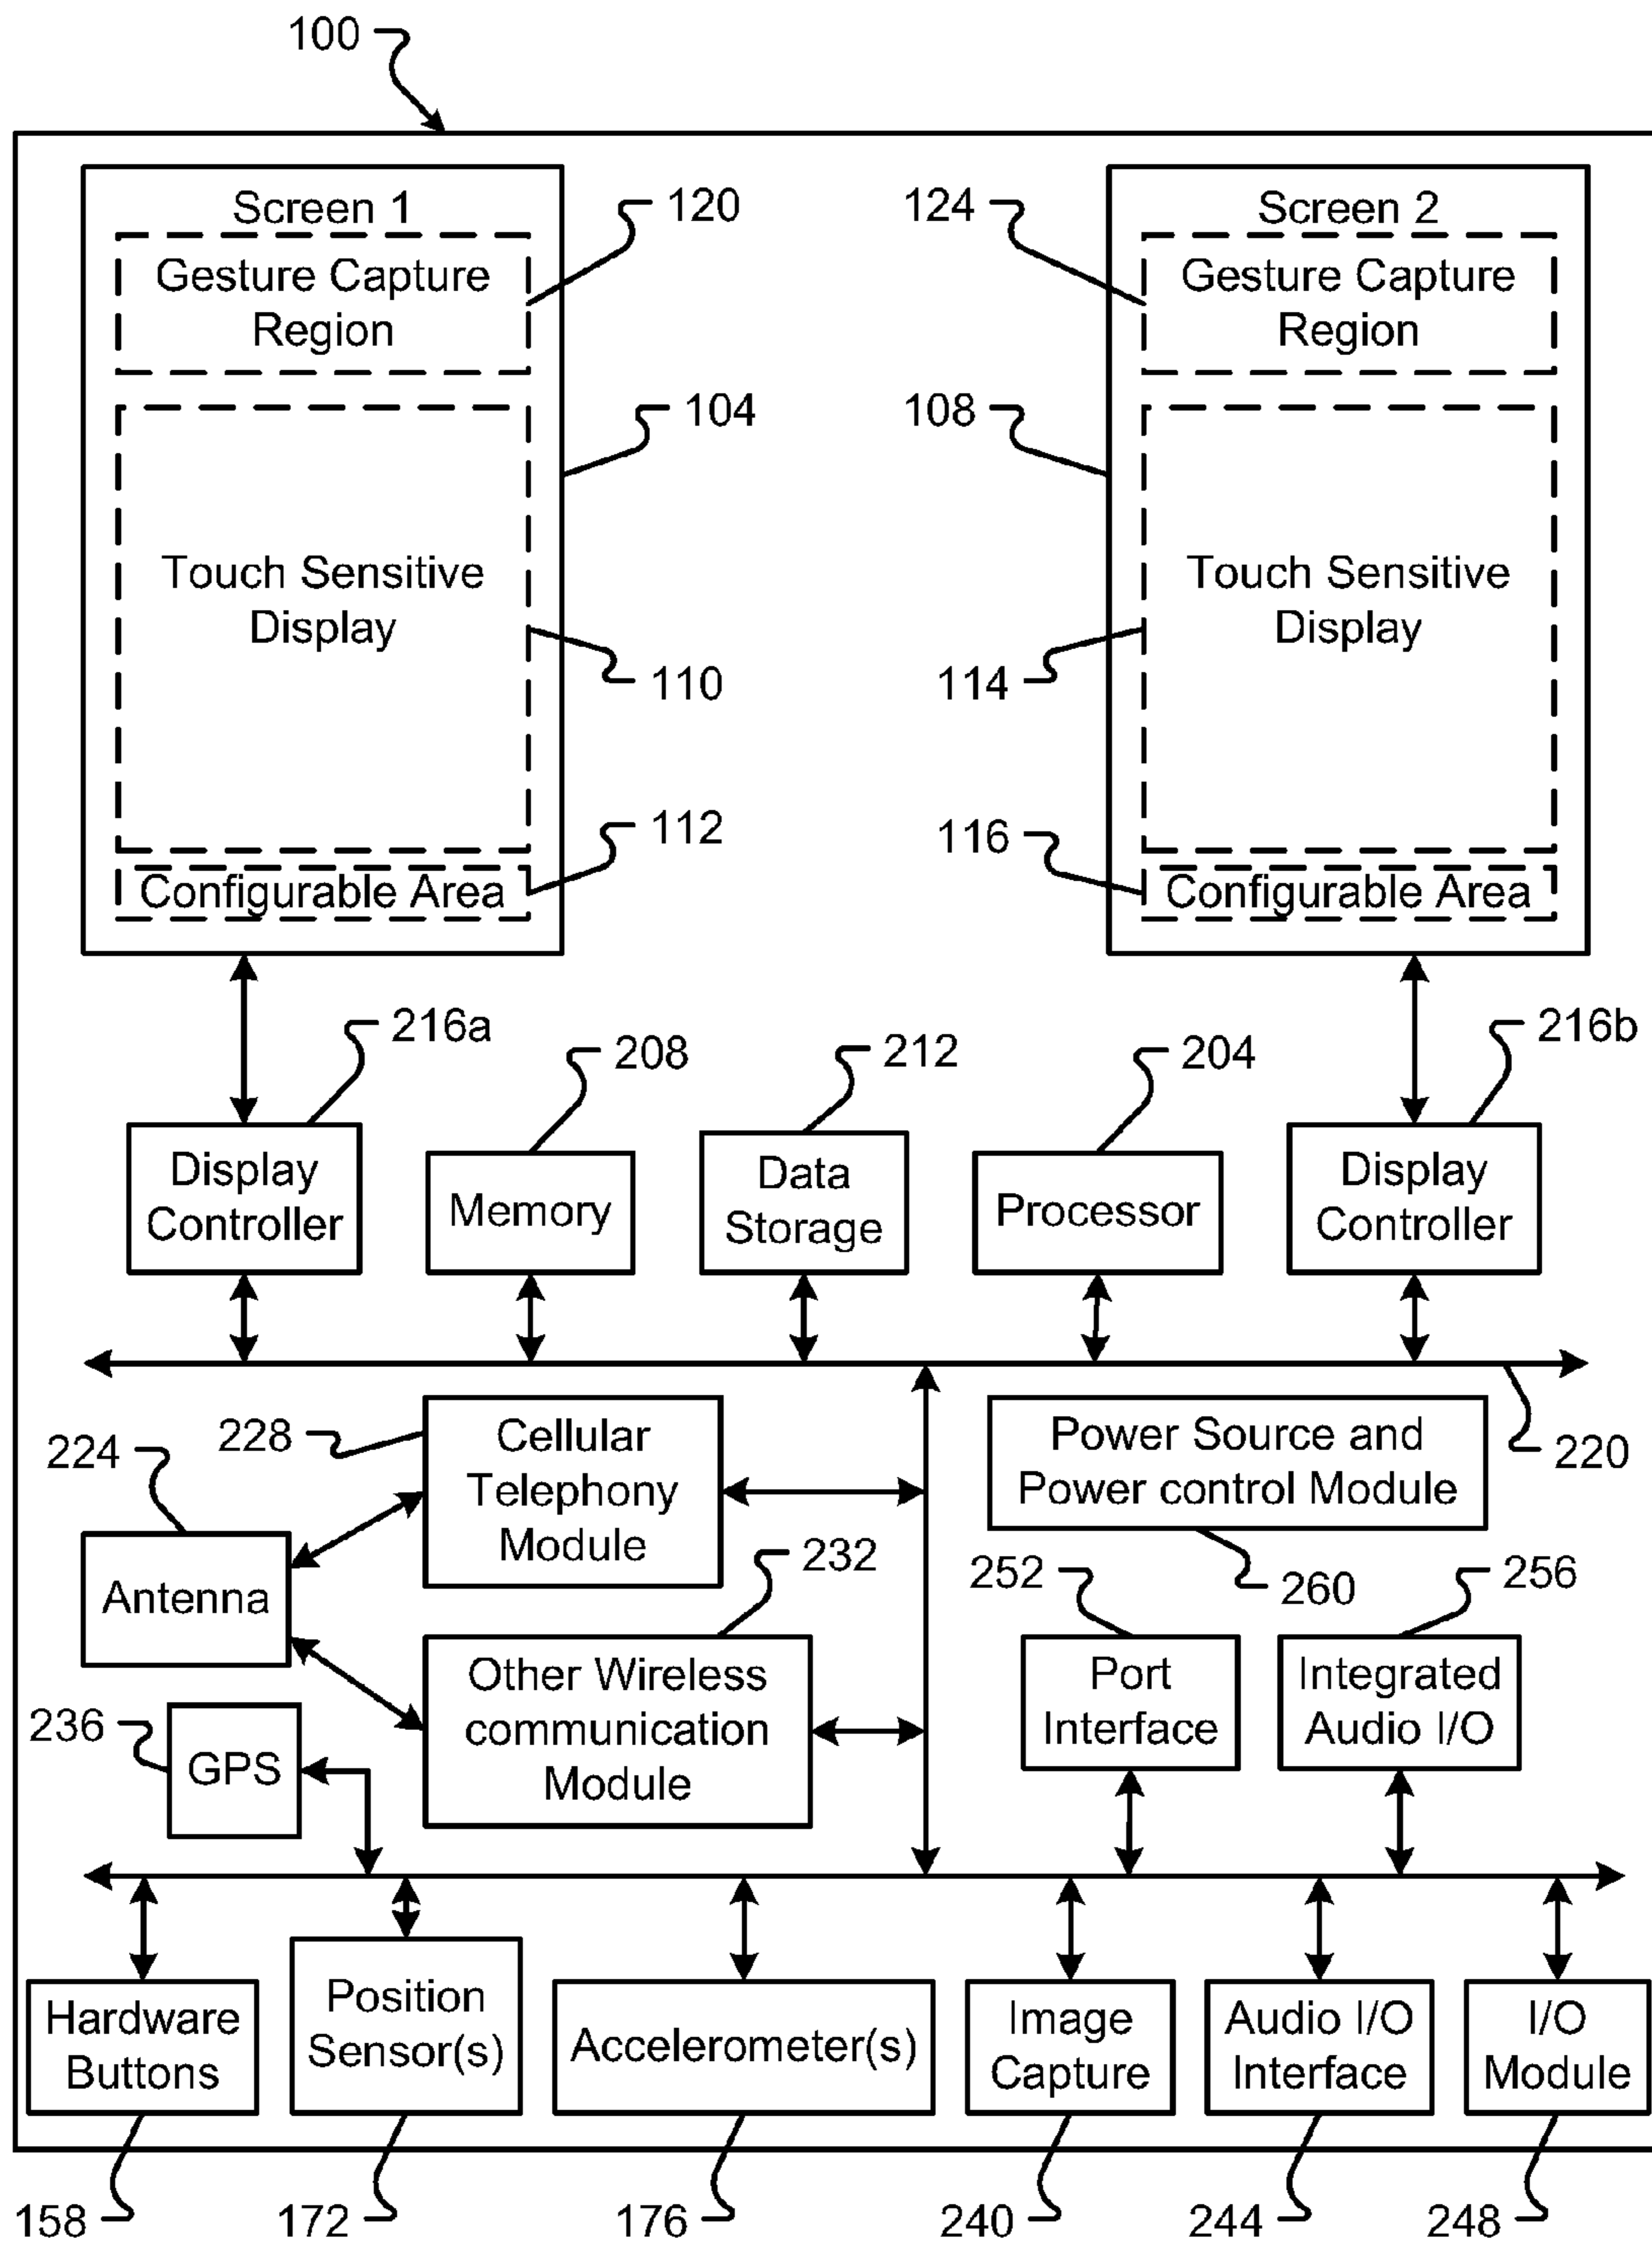 100
Screen 1
Screen 2
120
124
Gesture Capture
Region
Gesture Capture
Region
104
108
Touch Sensitive
Display
Touch Sensitive
Display
110
114
112
116
Configurable Area
Configurable Area
216a
208
212
204
216b
Display
Controller
Memory
Data
Storage
Processor
Display
Controller
224
228
Cellular
Telephony
Module
Power Source and
Power control Module
220
232
252
260
256
Antenna
Other Wireless
communication
Module
Port
Interface
Integrated
Audio I/O
236
GPS
Hardware
Buttons
Position
Sensor(s)
Accelerometer(s)
Image
Capture
Audio I/O
Interface
I/O
Module
158
172
176
240
244
248